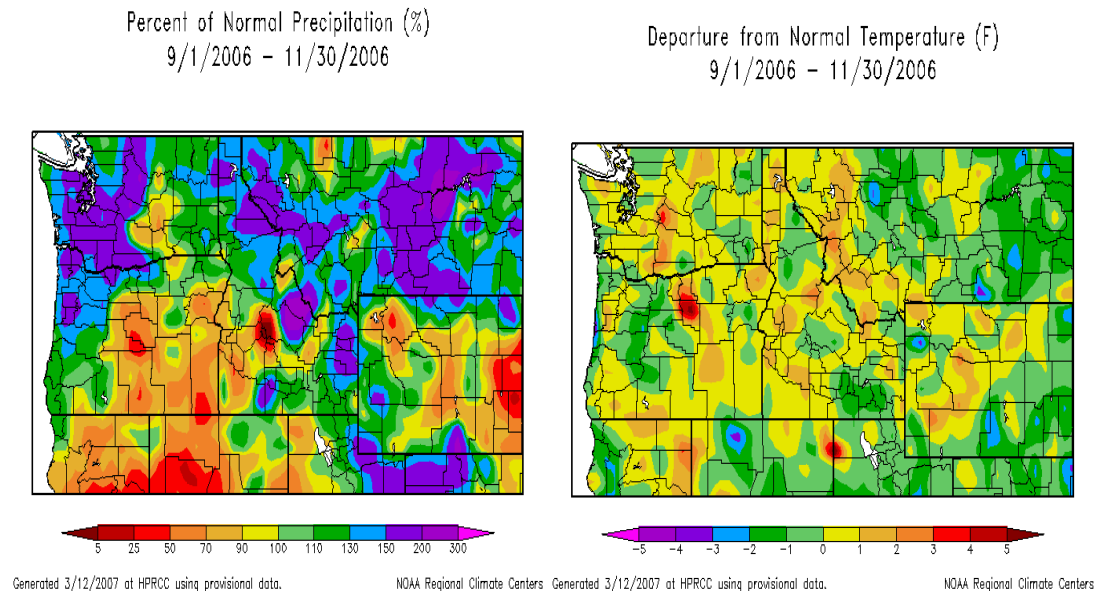 Percent of Normal Precipitation (%)
9/1/2006 – 11/30/2006
5 25 50 70 90 100 110 130 150 200 300
Generated 3/12/2007 at HPRCC using provisional data.
NOAA Regional Climate Centers
Departure from Normal Temperature (F)
9/1/2006 – 11/30/2006
-5 -4 -3 -2 -1 0 1 2 3 4 5
Generated 3/12/2007 at HPRCC using provisional data.
NOAA Regional Climate Centers